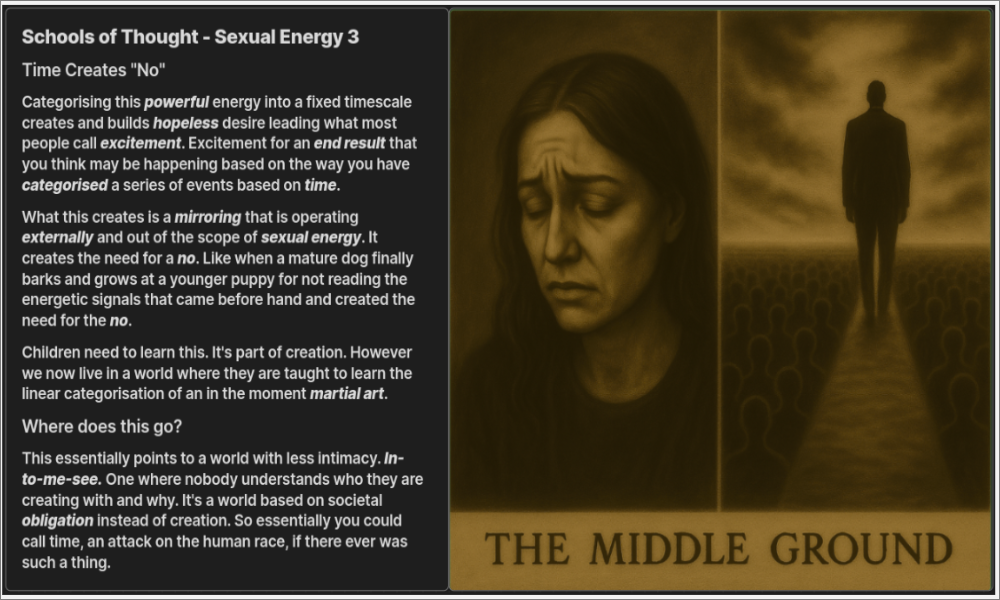 Schools of Thought - Sexual Energy 3
Time Creates "No"
Categorising this powerful energy into a fixed timescale
creates and builds hopeless desire leading what most
people call excitement. Excitement for an end result that
you think may be happening based on the way you have
categorised a series of events based on time.
What this creates is a mirroring that is operating
externally and out of the scope of sexual energy. It
creates the need for a no. Like when a mature dog finally
barks and grows at a younger puppy for not reading the
energetic signals that came before hand and created the
need for the no.
Children need to learn this. It's part of creation. However
we now live in a world where they are taught to learn the
linear categorisation of an in the moment martial art.
Where does this go?
This essentially points to a world with less intimacy. In-
to-me-see. One where nobody understands who they are
creating with and why. It's a world based on societal
obligation instead of creation. So essentially you could
call time, an attack on the human race, if there ever was
such a thing.
THE MIDDLE GROUND